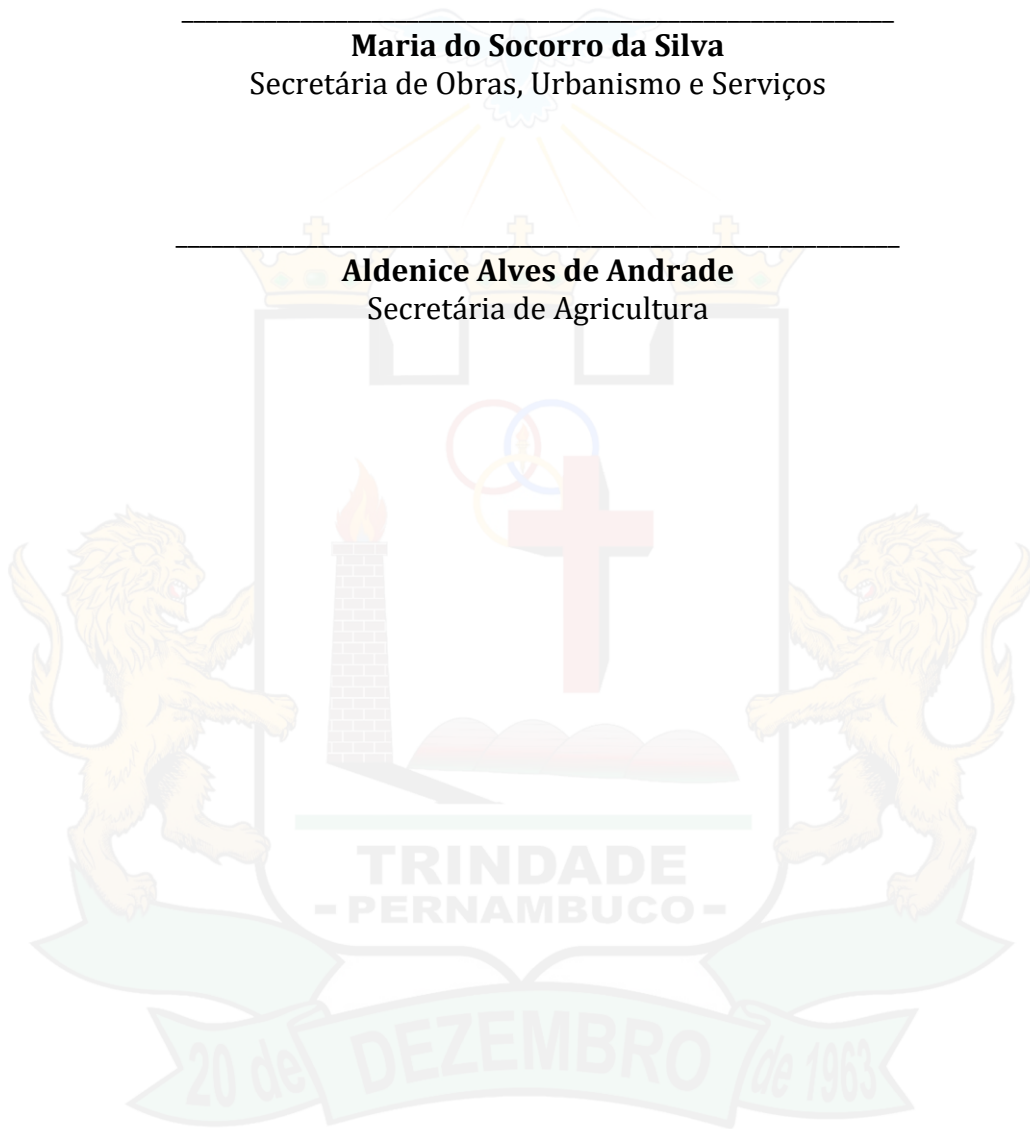 Maria do Socorro da Silva
Secretária de Obras, Urbanismo e Serviços
Aldenice Alves de Andrade
Secretária de Agricultura
TRINDADE
- PERNAMBUCO -
20 de DEZEMBRO de 1963